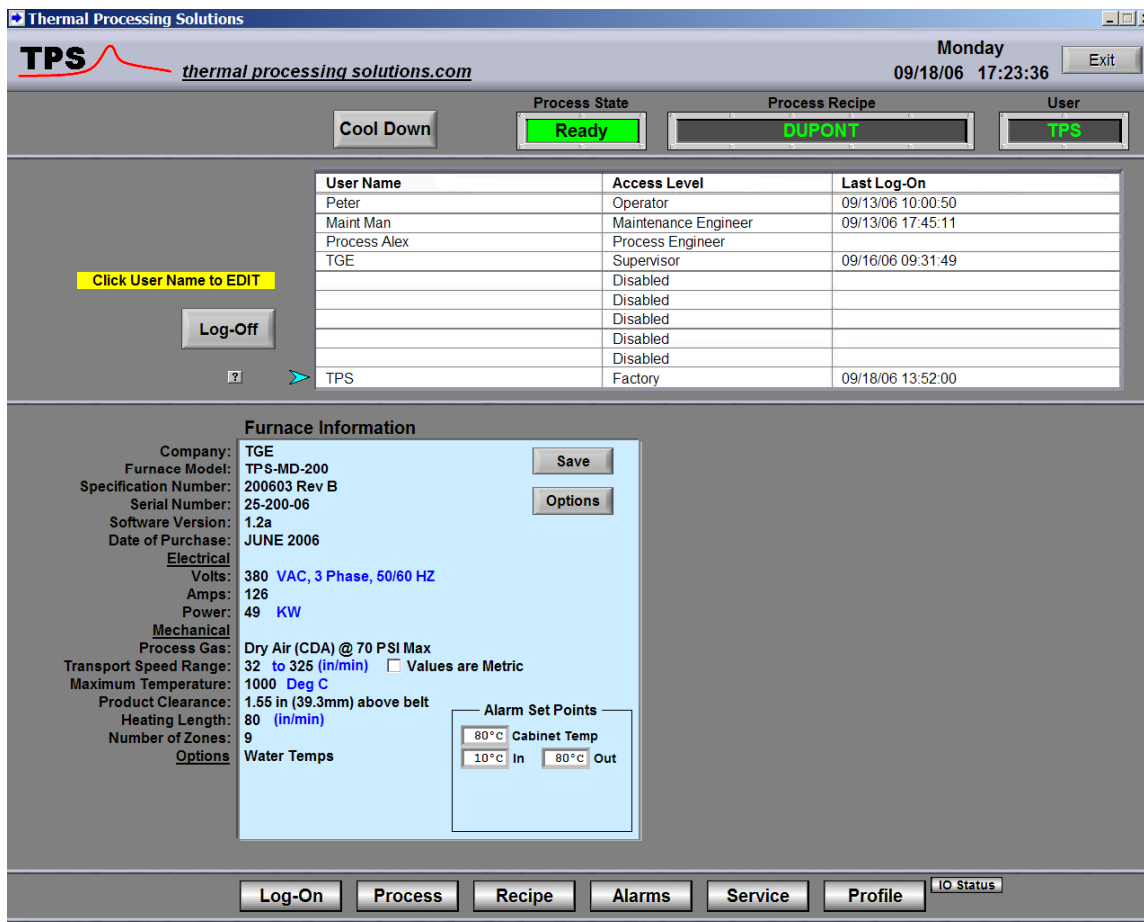 Thermal Processing Solutions
TPS thermal processing solutions.com
Monday
09/18/06 17:23:36
Exit
Process State Process Recipe User
Cool Down Ready DUPONT TPS
User Name Access Level Last Log-On
Peter Operator 09/13/06 10:00:50
Maint Man Maintenance Engineer 09/13/06 17:45:11
Process Alex Process Engineer
TGE Supervisor 09/16/06 09:31:49
Click User Name to EDIT
Disabled
Disabled
Disabled
Disabled
Disabled
Log-Off
? TPS Factory 09/18/06 13:52:00
Furnace Information
Company: TGE
Furnace Model: TPS-MD-200
Specification Number: 200603 Rev B
Serial Number: 25-200-06
Software Version: 1.2a
Date of Purchase: JUNE 2006
Save
Options
Electrical
Volts: 380 VAC, 3 Phase, 50/60 HZ
Amps: 126
Power: 49 KW
Mechanical
Process Gas: Dry Air (CDA) @ 70 PSI Max
Transport Speed Range: 32 to 325 (in/min) Values are Metric
Maximum Temperature: 1000 Deg C
Product Clearance: 1.55 in (39.3mm) above belt
Heating Length: 80 (in/min)
Number of Zones: 9
Options Water Temps
Alarm Set Points
80°C Cabinet Temp
10°C In 80°C Out
Log-On Process Recipe Alarms Service Profile IO Status